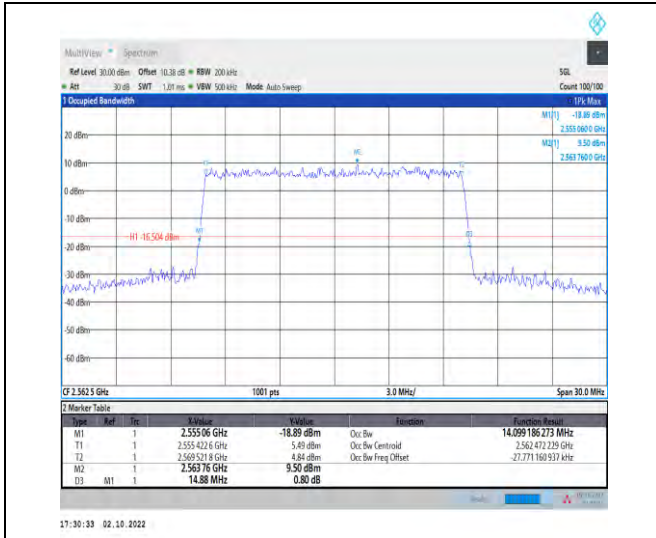 MultiView Spectrum
Ref Level 30.00 dBm Offset 10.38 dB RBW 200 kHz SGL
Att 30 dB SWT 1.01 ms VBW 500 kHz Mode Auto Sweep Count 100/100
1 Occupied Bandwidth 1Pk Max
M1[1] -18.89 dBm
2.555 060 0 GHz
20 dBm M2[1] 9.50 dBm
2.563 760 0 GHz
M2
10 dBm
T1 T2
0 dBm
-10 dBm
H1 -16.504 dBm M1 D3
-20 dBm
-30 dBm
-40 dBm
-50 dBm
-60 dBm
CF 2.562 5 GHz 1001 pts 3.0 MHz/ Span 30.0 MHz
2 Marker Table
Type Ref Trc X-Value Y-Value Function Function Result
M1 1 2.555 06 GHz -18.89 dBm Occ Bw 14.099 186 273 MHz
T1 1 2.555 422 6 GHz 5.49 dBm Occ Bw Centroid 2.562 472 229 GHz
T2 1 2.569 521 8 GHz 4.84 dBm Occ Bw Freq Offset -27.771 160 937 kHz
M2 1 2.563 76 GHz 9.50 dBm
D3 M1 1 14.88 MHz 0.80 dB
17:30:33 02.10.2022